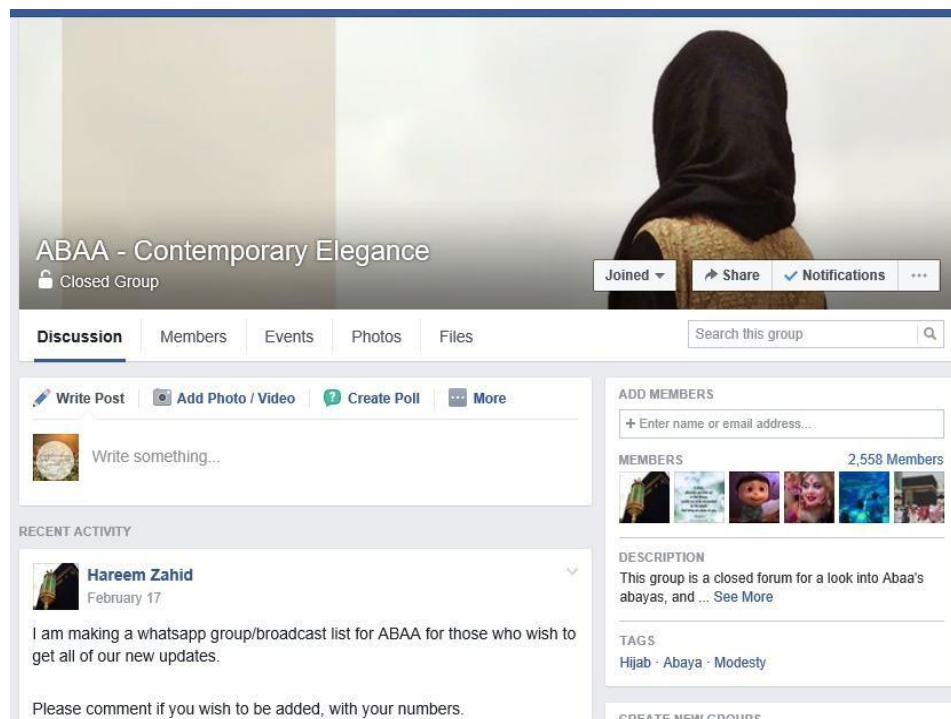 ABAA - Contemporary Elegance
Closed Group
Joined
Share
Notifications
Discussion
Members
Events
Photos
Files
Search this group
Write Post
Add Photo / Video
Create Poll
More
Write something...
RECENT ACTIVITY
Hareem Zahid
February 17
I am making a whatsapp group/broadcast list for ABAA for those who wish to
get all of our new updates.
Please comment if you wish to be added, with your numbers.
ADD MEMBERS
+ Enter name or email address...
MEMBERS
2,558 Members
DESCRIPTION
This group is a closed forum for a look into Abaa's
abayas, and ... See More
TAGS
Hijab · Abaya · Modesty
CREATE NEW GROUPS